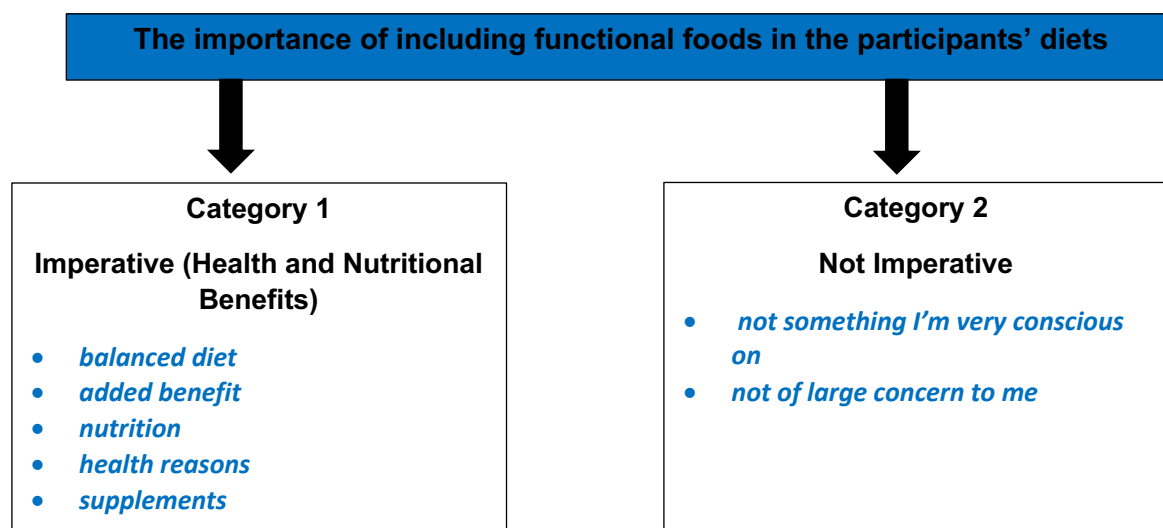 The importance of including functional foods in the participants’ diets
Category 1
Imperative (Health and Nutritional
Benefits)
• balanced diet
• added benefit
• nutrition
• health reasons
• supplements
Category 2
Not Imperative
• not something I’m very conscious
on
• not of large concern to me